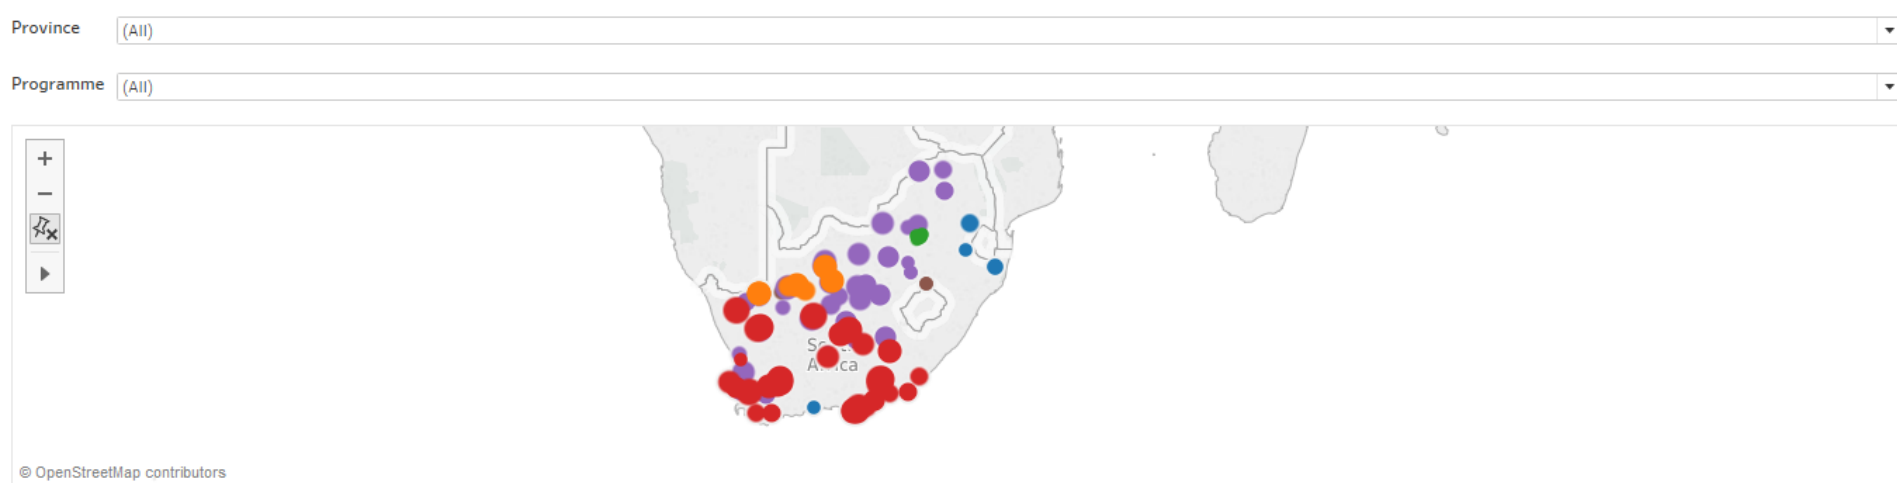 Province
(All)
Programme
(All)
© OpenStreetMap contributors